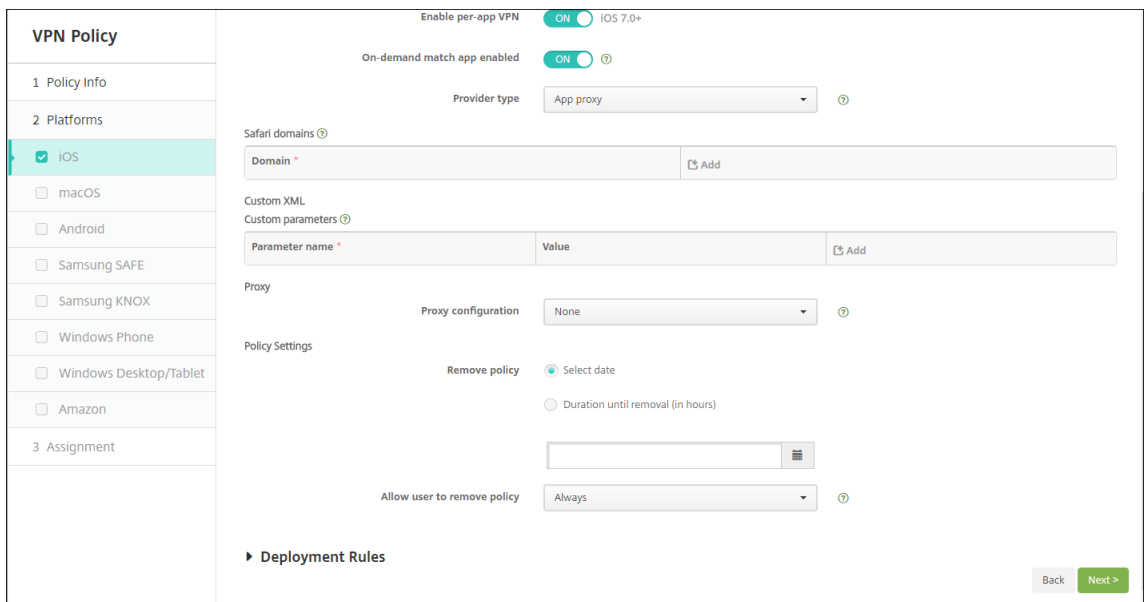 VPN Policy
1 Policy Info
2 Platforms
iOS
macOS
Android
Samsung SAFE
Samsung KNOX
Windows Phone
Windows Desktop/Tablet
Amazon
3 Assignment
Enable per-app VPN ON iOS 7.0+
On-demand match app enabled ON
Provider type App proxy
Safari domains
Domain * Add
Custom XML
Custom parameters
Parameter name * Value Add
Proxy
Proxy configuration None
Policy Settings
Remove policy Select date
Duration until removal (in hours)
Allow user to remove policy Always
Deployment Rules
Back Next >